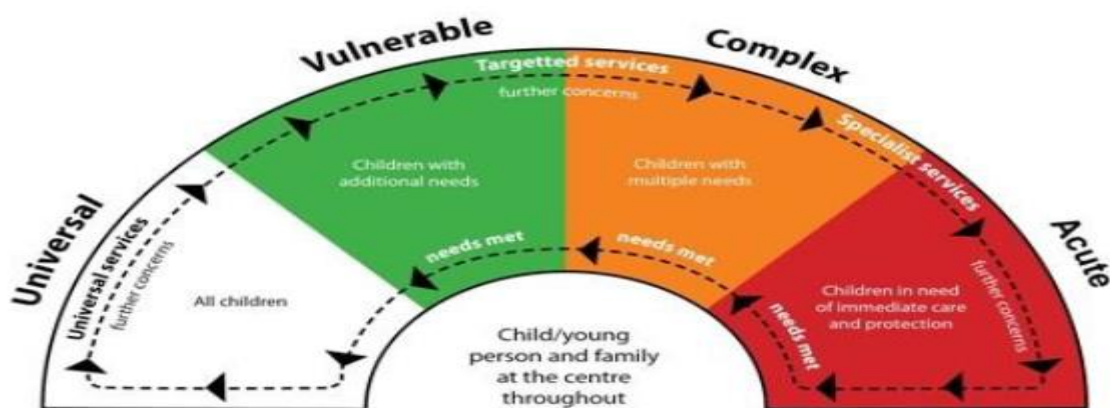 Universal
Vulnerable
Complex
Acute
Universal services
further concerns
Targetted services
further concerns
Specialist services
further concerns
All children
Children with
additional needs
Children with
multiple needs
Children in need
of immediate care
and protection
needs met
needs met
needs met
Child/young
person and family
at the centre
throughout